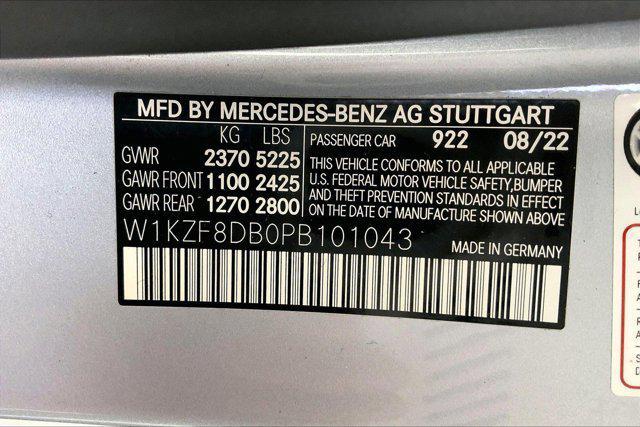 MFD BY MERCEDES-BENZ AG STUTTGART
KG LBS
PASSENGER CAR 922 08/22
GVWR 2370 5225
GAWR FRONT 1100 2425
GAWR REAR 1270 2800
THIS VEHICLE CONFORMS TO ALL APPLICABLE
U.S. FEDERAL MOTOR VEHICLE SAFETY,BUMPER
AND THEFT PREVENTION STANDARDS IN EFFECT
ON THE DATE OF MANUFACTURE SHOWN ABOVE
W1KZF8DB0PB101043
MADE IN GERMANY